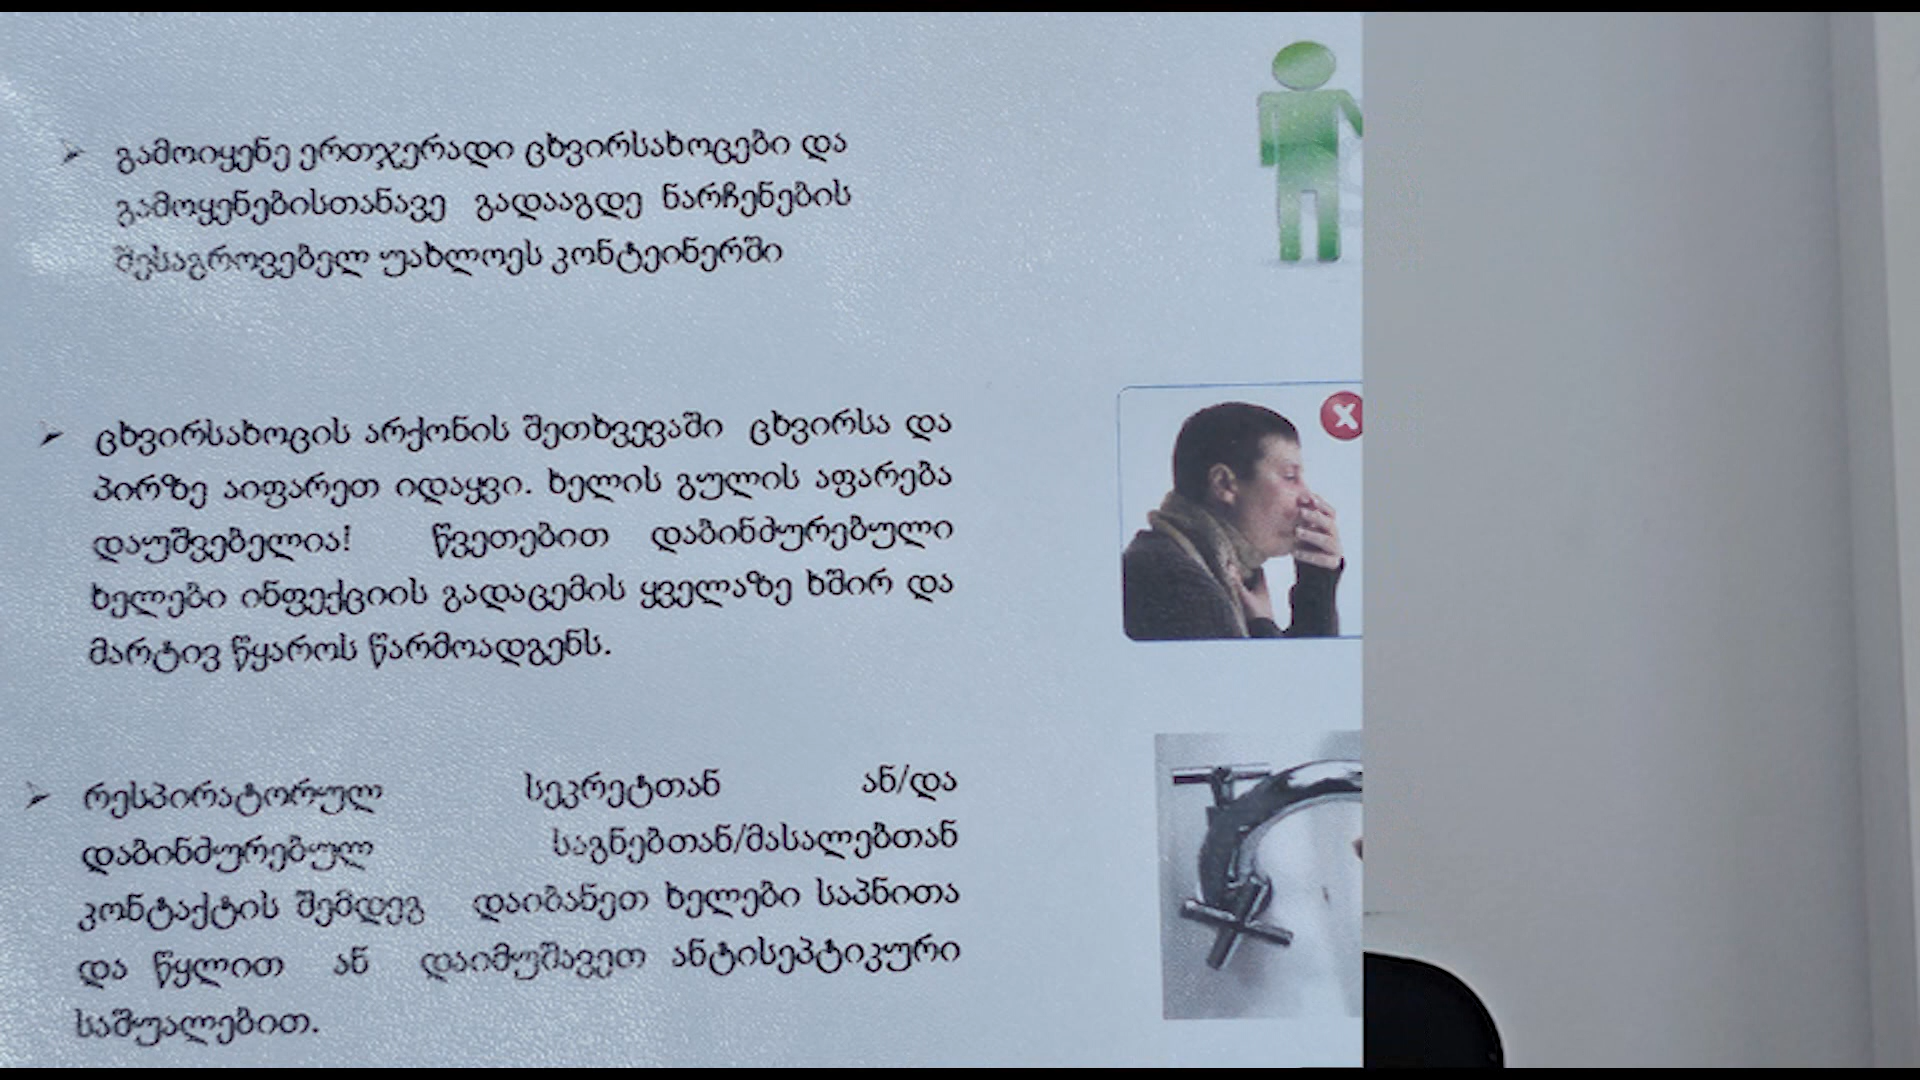 გამოიყენე ერთჯერადი ცხვირსახოცები და
გამოყენებისთანავე გადააგდე ნარჩენების
შესაგროვებელ უახლოეს კონტეინერში
ცხვირსახოცის არქონის შეთხვევაში ცხვირსა და
პირზე აიფარეთ იდაყვი. ხელის გულის აფარება
დაუშვებელია! წვეთებით დაბინძურებული
ხელები ინფექციის გადაცემის ყველაზე ხშირ და
მარტივ წყაროს წარმოადგენს.
რესპირატორულ სეკრეტთან ან/და
დაბინძურებულ საგნებთან/მასალებთან
კონტაქტის შემდეგ დაიბანეთ ხელები საპნითა
და წყლით ან დაიმუშავეთ ანტისეპტიკური
საშუალებით.